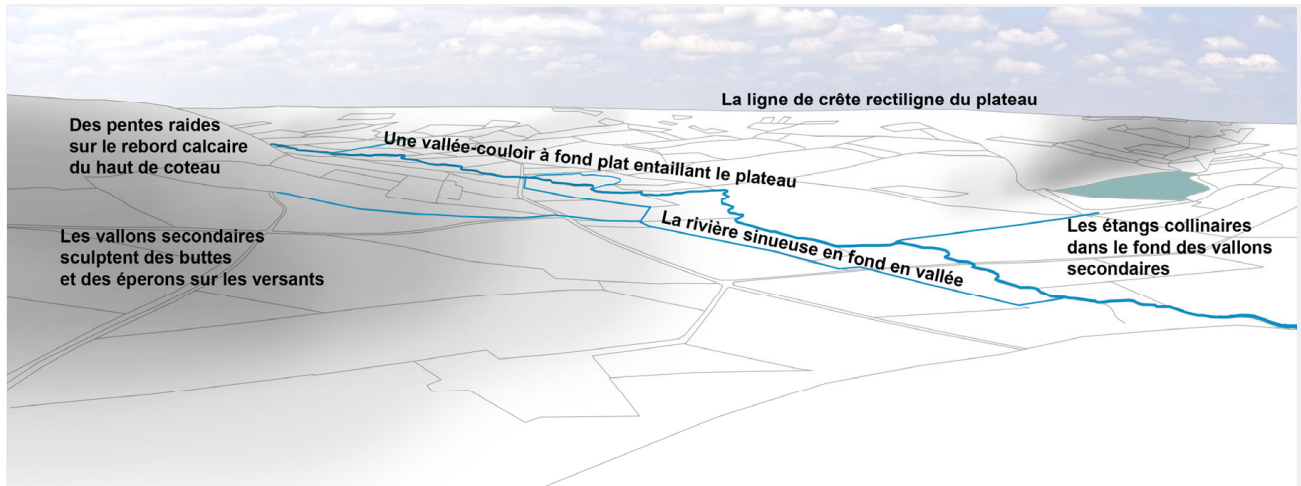 La ligne de crête rectiligne du plateau
Des pentes raides
sur le rebord calcaire
du haut de coteau
Une vallée-couloir à fond plat entaillant le plateau
La rivière sinueuse en fond en vallée
Les étangs collinaires
dans le fond des vallons
secondaires
Les vallons secondaires
sculptent des buttes
et des éperons sur les versants